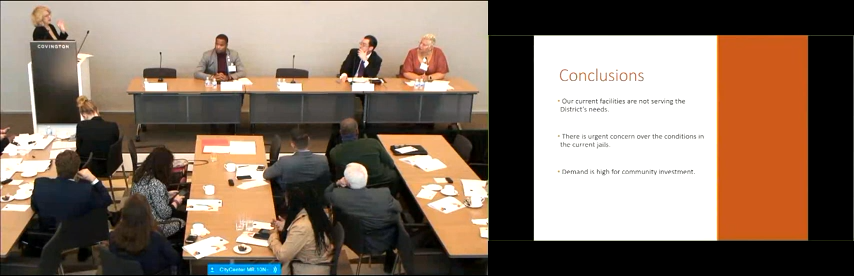 COVINGTON
CityCenter MR 10N
Conclusions
• Our current facilities are not serving the
District's needs.
• There is urgent concern over the conditions in
the current jails.
• Demand is high for community investment.